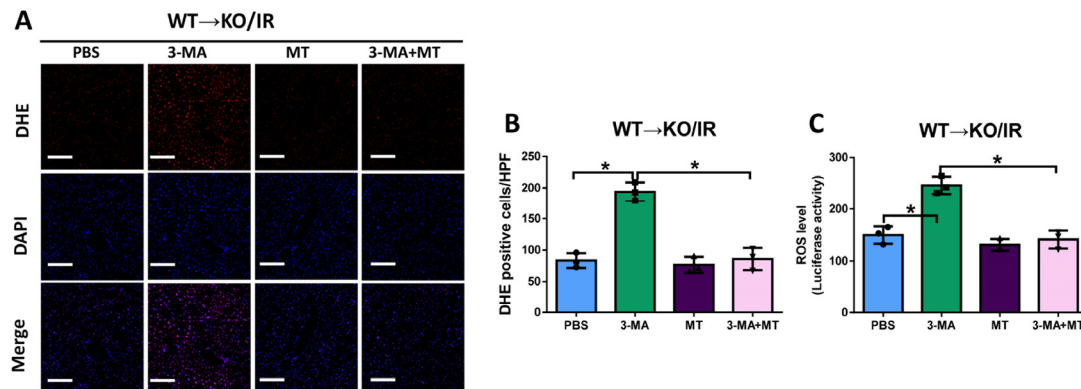 A
WT→KO/IR
PBS 3-MA MT 3-MA+MT
DHE
DAPI
Merge
B
WT→KO/IR
DHE positive cells/HPF
250
200
150
100
50
0
* *
PBS 3-MA MT 3-MA+MT
C
WT→KO/IR
ROS level
(Luciferase activity)
300
200
100
0
*
*
PBS 3-MA MT 3-MA+MT